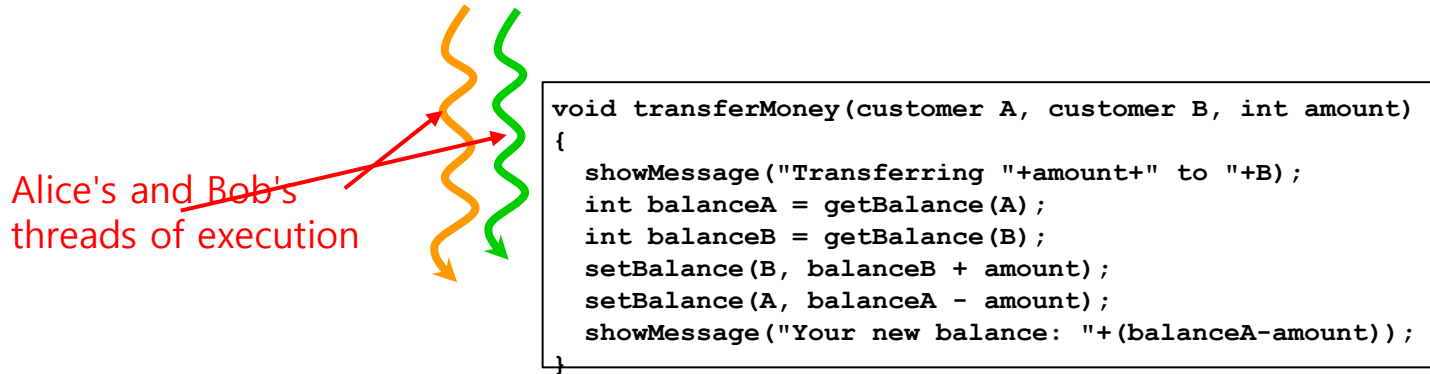 void transferMoney(customer A, customer B, int amount)
{
showMessage("Transferring "+amount+" to "+B);
int balanceA = getBalance(A);
int balanceB = getBalance(B);
setBalance(B, balanceB + amount);
setBalance(A, balanceA - amount);
showMessage("Your new balance: "+(balanceA-amount));
}
Alice's and Bob's
threads of execution